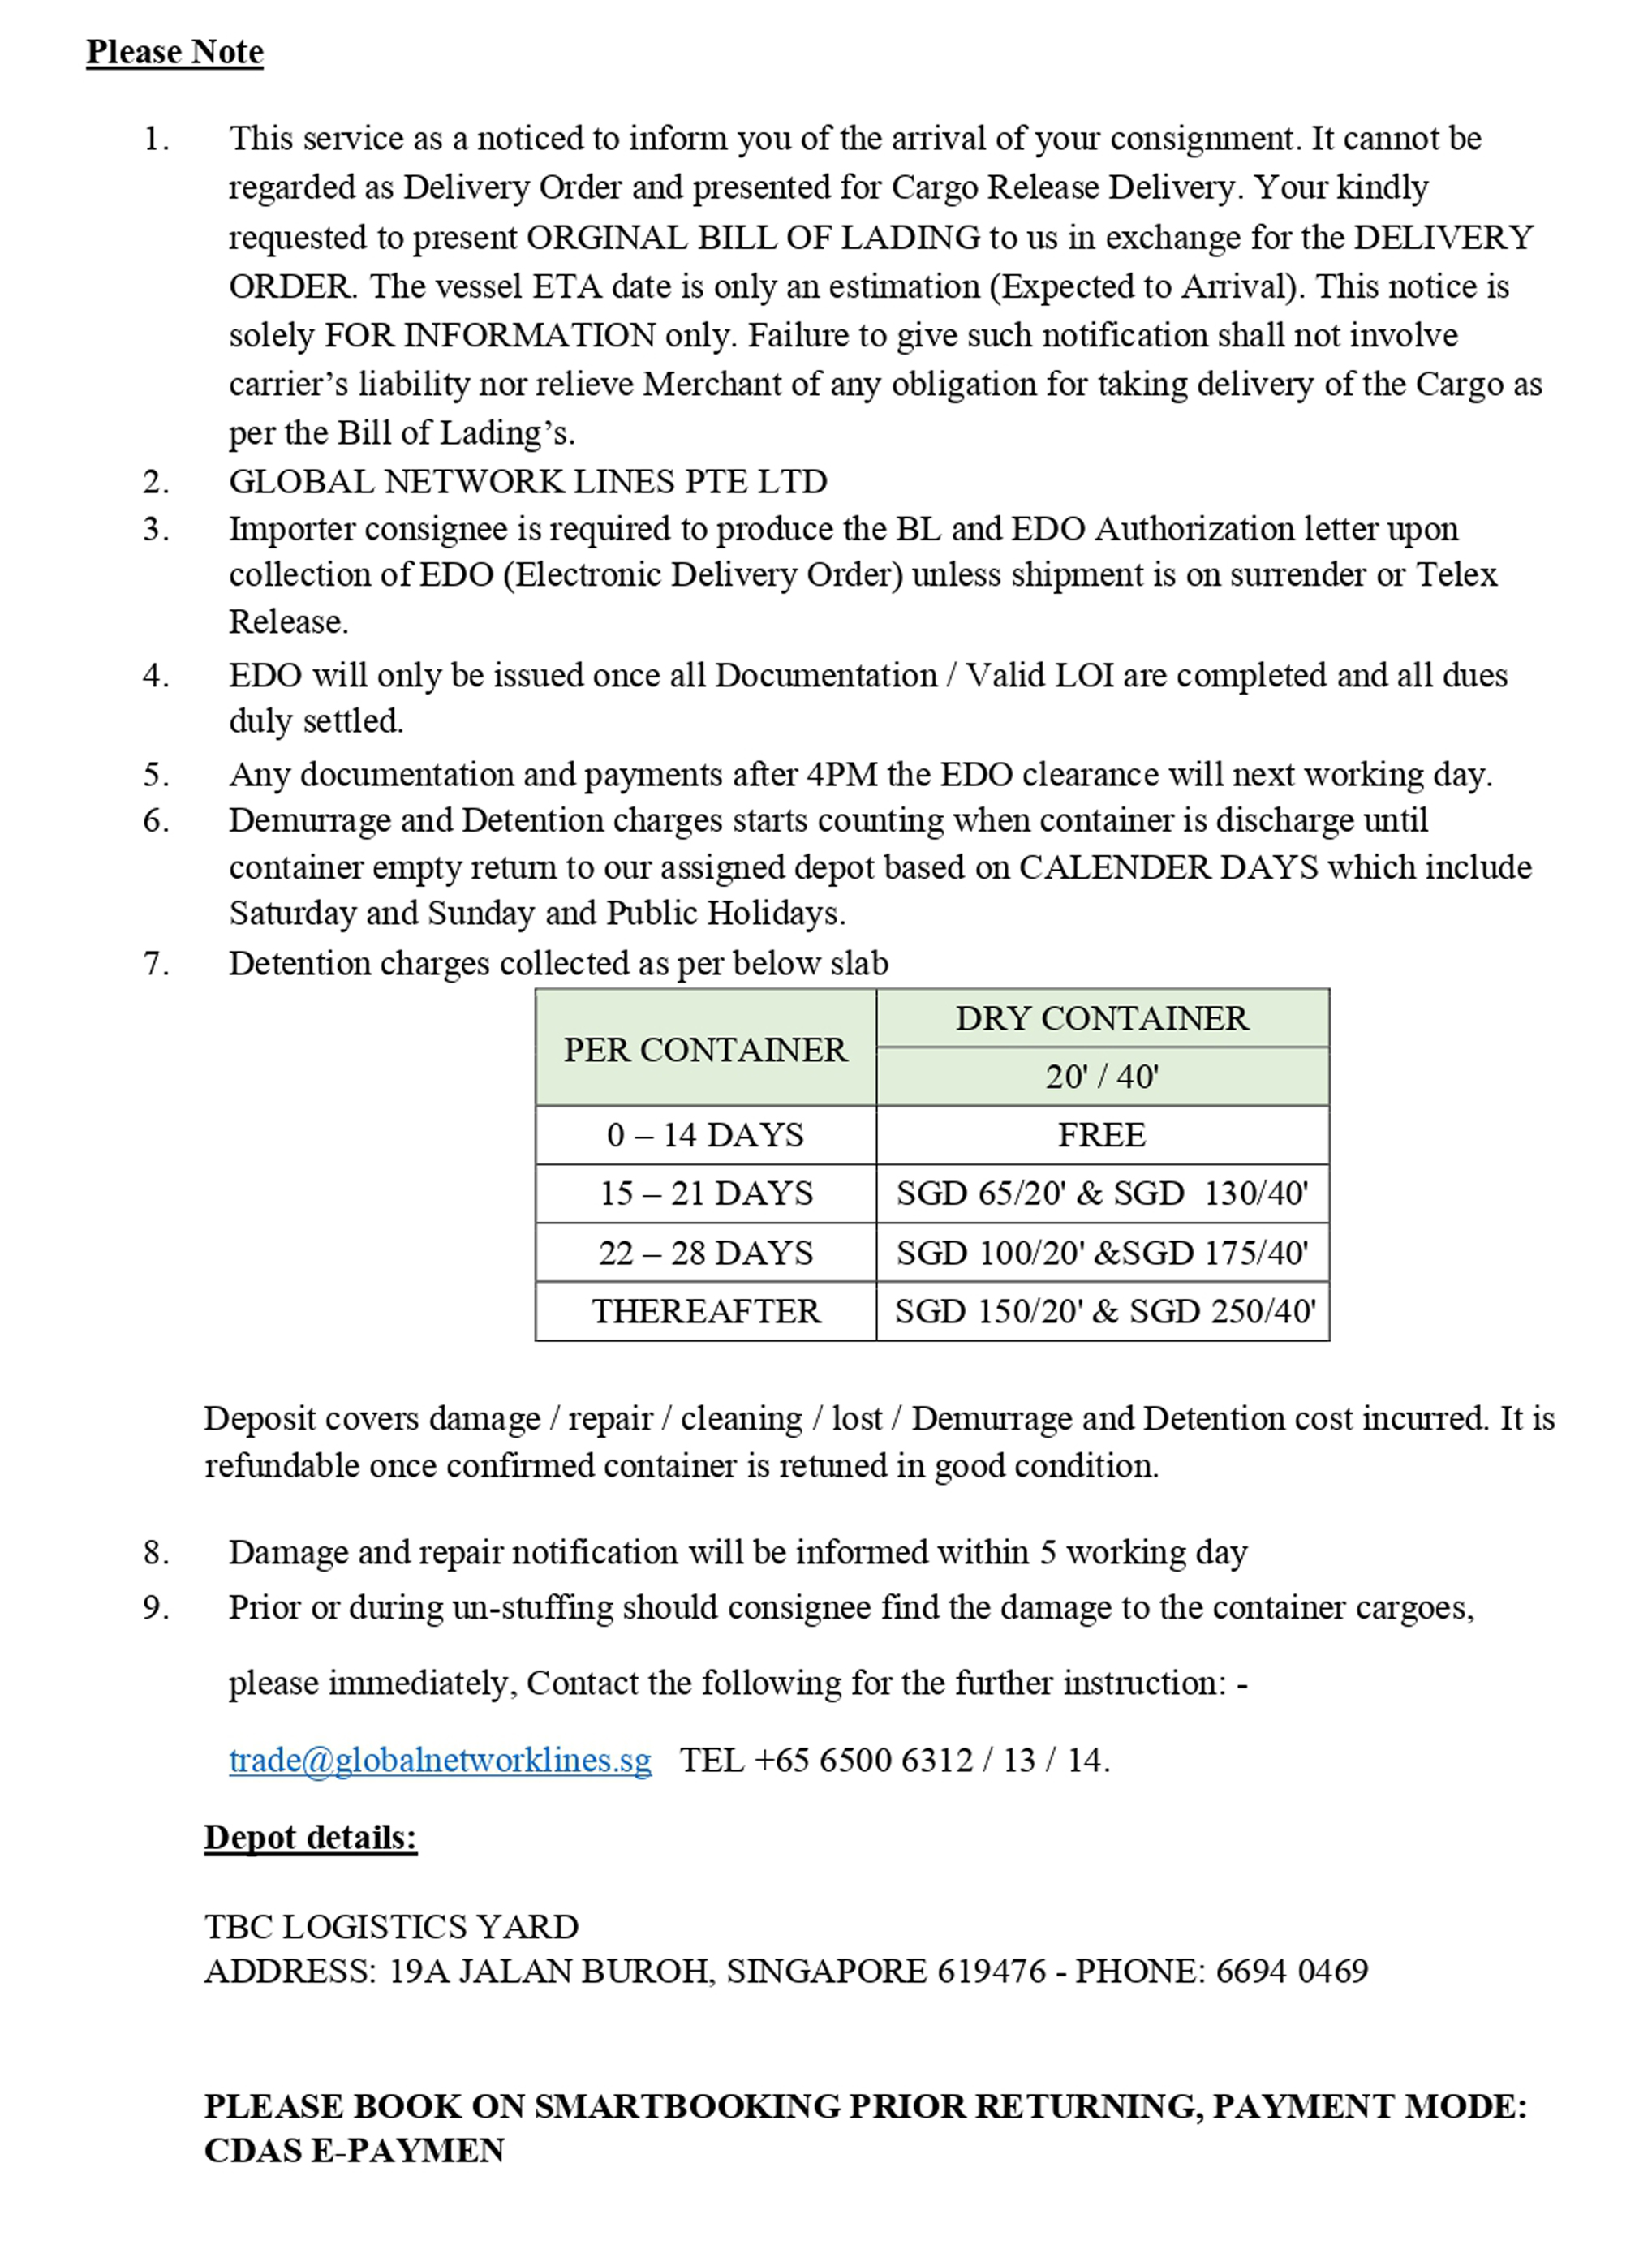 Please Note
1. This service as a noticed to inform you of the arrival of your consignment. It cannot be
regarded as Delivery Order and presented for Cargo Release Delivery. Your kindly
requested to present ORGINAL BILL OF LADING to us in exchange for the DELIVERY
ORDER. The vessel ETA date is only an estimation (Expected to Arrival). This notice is
solely FOR INFORMATION only. Failure to give such notification shall not involve
carrier’s liability nor relieve Merchant of any obligation for taking delivery of the Cargo as
per the Bill of Lading’s.
2. GLOBAL NETWORK LINES PTE LTD
3. Importer consignee is required to produce the BL and EDO Authorization letter upon
collection of EDO (Electronic Delivery Order) unless shipment is on surrender or Telex
Release.
4. EDO will only be issued once all Documentation / Valid LOI are completed and all dues
duly settled.
5. Any documentation and payments after 4PM the EDO clearance will next working day.
6. Demurrage and Detention charges starts counting when container is discharge until
container empty return to our assigned depot based on CALENDER DAYS which include
Saturday and Sunday and Public Holidays.
7. Detention charges collected as per below slab
PER CONTAINER
DRY CONTAINER
20' / 40'
0 – 14 DAYS FREE
15 – 21 DAYS SGD 65/20' & SGD 130/40'
22 – 28 DAYS SGD 100/20' &SGD 175/40'
THEREAFTER SGD 150/20' & SGD 250/40'
Deposit covers damage / repair / cleaning / lost / Demurrage and Detention cost incurred. It is
refundable once confirmed container is retuned in good condition.
8. Damage and repair notification will be informed within 5 working day
9. Prior or during un-stuffing should consignee find the damage to the container cargoes,
please immediately, Contact the following for the further instruction: -
trade@globalnetworklines.sg TEL +65 6500 6312 / 13 / 14.
Depot details:
TBC LOGISTICS YARD
ADDRESS: 19A JALAN BUROH, SINGAPORE 619476 - PHONE: 6694 0469
PLEASE BOOK ON SMARTBOOKING PRIOR RETURNING, PAYMENT MODE:
CDAS E-PAYMEN